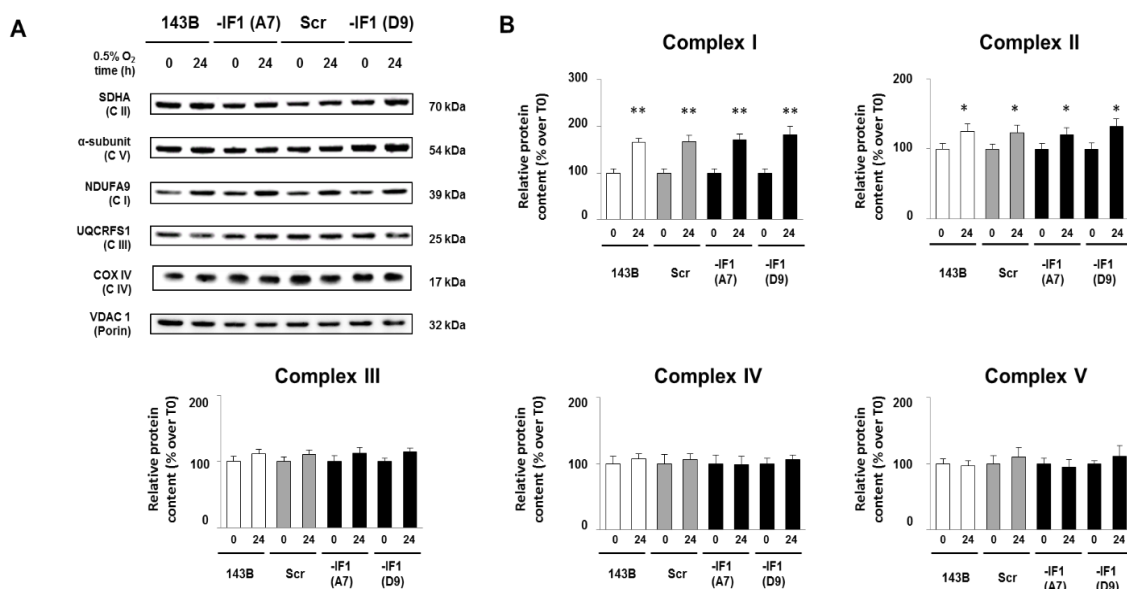 A
143B -IF1 (A7) Scr -IF1 (D9)
0.5% O₂
time (h)
0 24 0 24 0 24 0 24
SDHA
(C II)
70 kDa
α-subunit
(C V)
54 kDa
NDUFA9
(C I)
39 kDa
UQCRFS1
(C III)
25 kDa
COX IV
(C IV)
17 kDa
VDAC 1
(Porin)
32 kDa
B
Complex I
Relative protein
content (% over T0)
300
200
100
0
** ** ** **
0 24 0 24 0 24 0 24
143B Scr -IF1 -IF1
(A7) (D9)
Complex II
Relative protein
content (% over T0)
200
100
0
* * * *
0 24 0 24 0 24 0 24
143B Scr -IF1 -IF1
(A7) (D9)
Complex III
Relative protein
content (% over T0)
200
100
0
0 24 0 24 0 24 0 24
143B Scr -IF1 -IF1
(A7) (D9)
Complex IV
Relative protein
content (% over T0)
200
100
0
0 24 0 24 0 24 0 24
143B Scr -IF1 -IF1
(A7) (D9)
Complex V
Relative protein
content (% over T0)
200
100
0
0 24 0 24 0 24 0 24
143B Scr -IF1 -IF1
(A7) (D9)